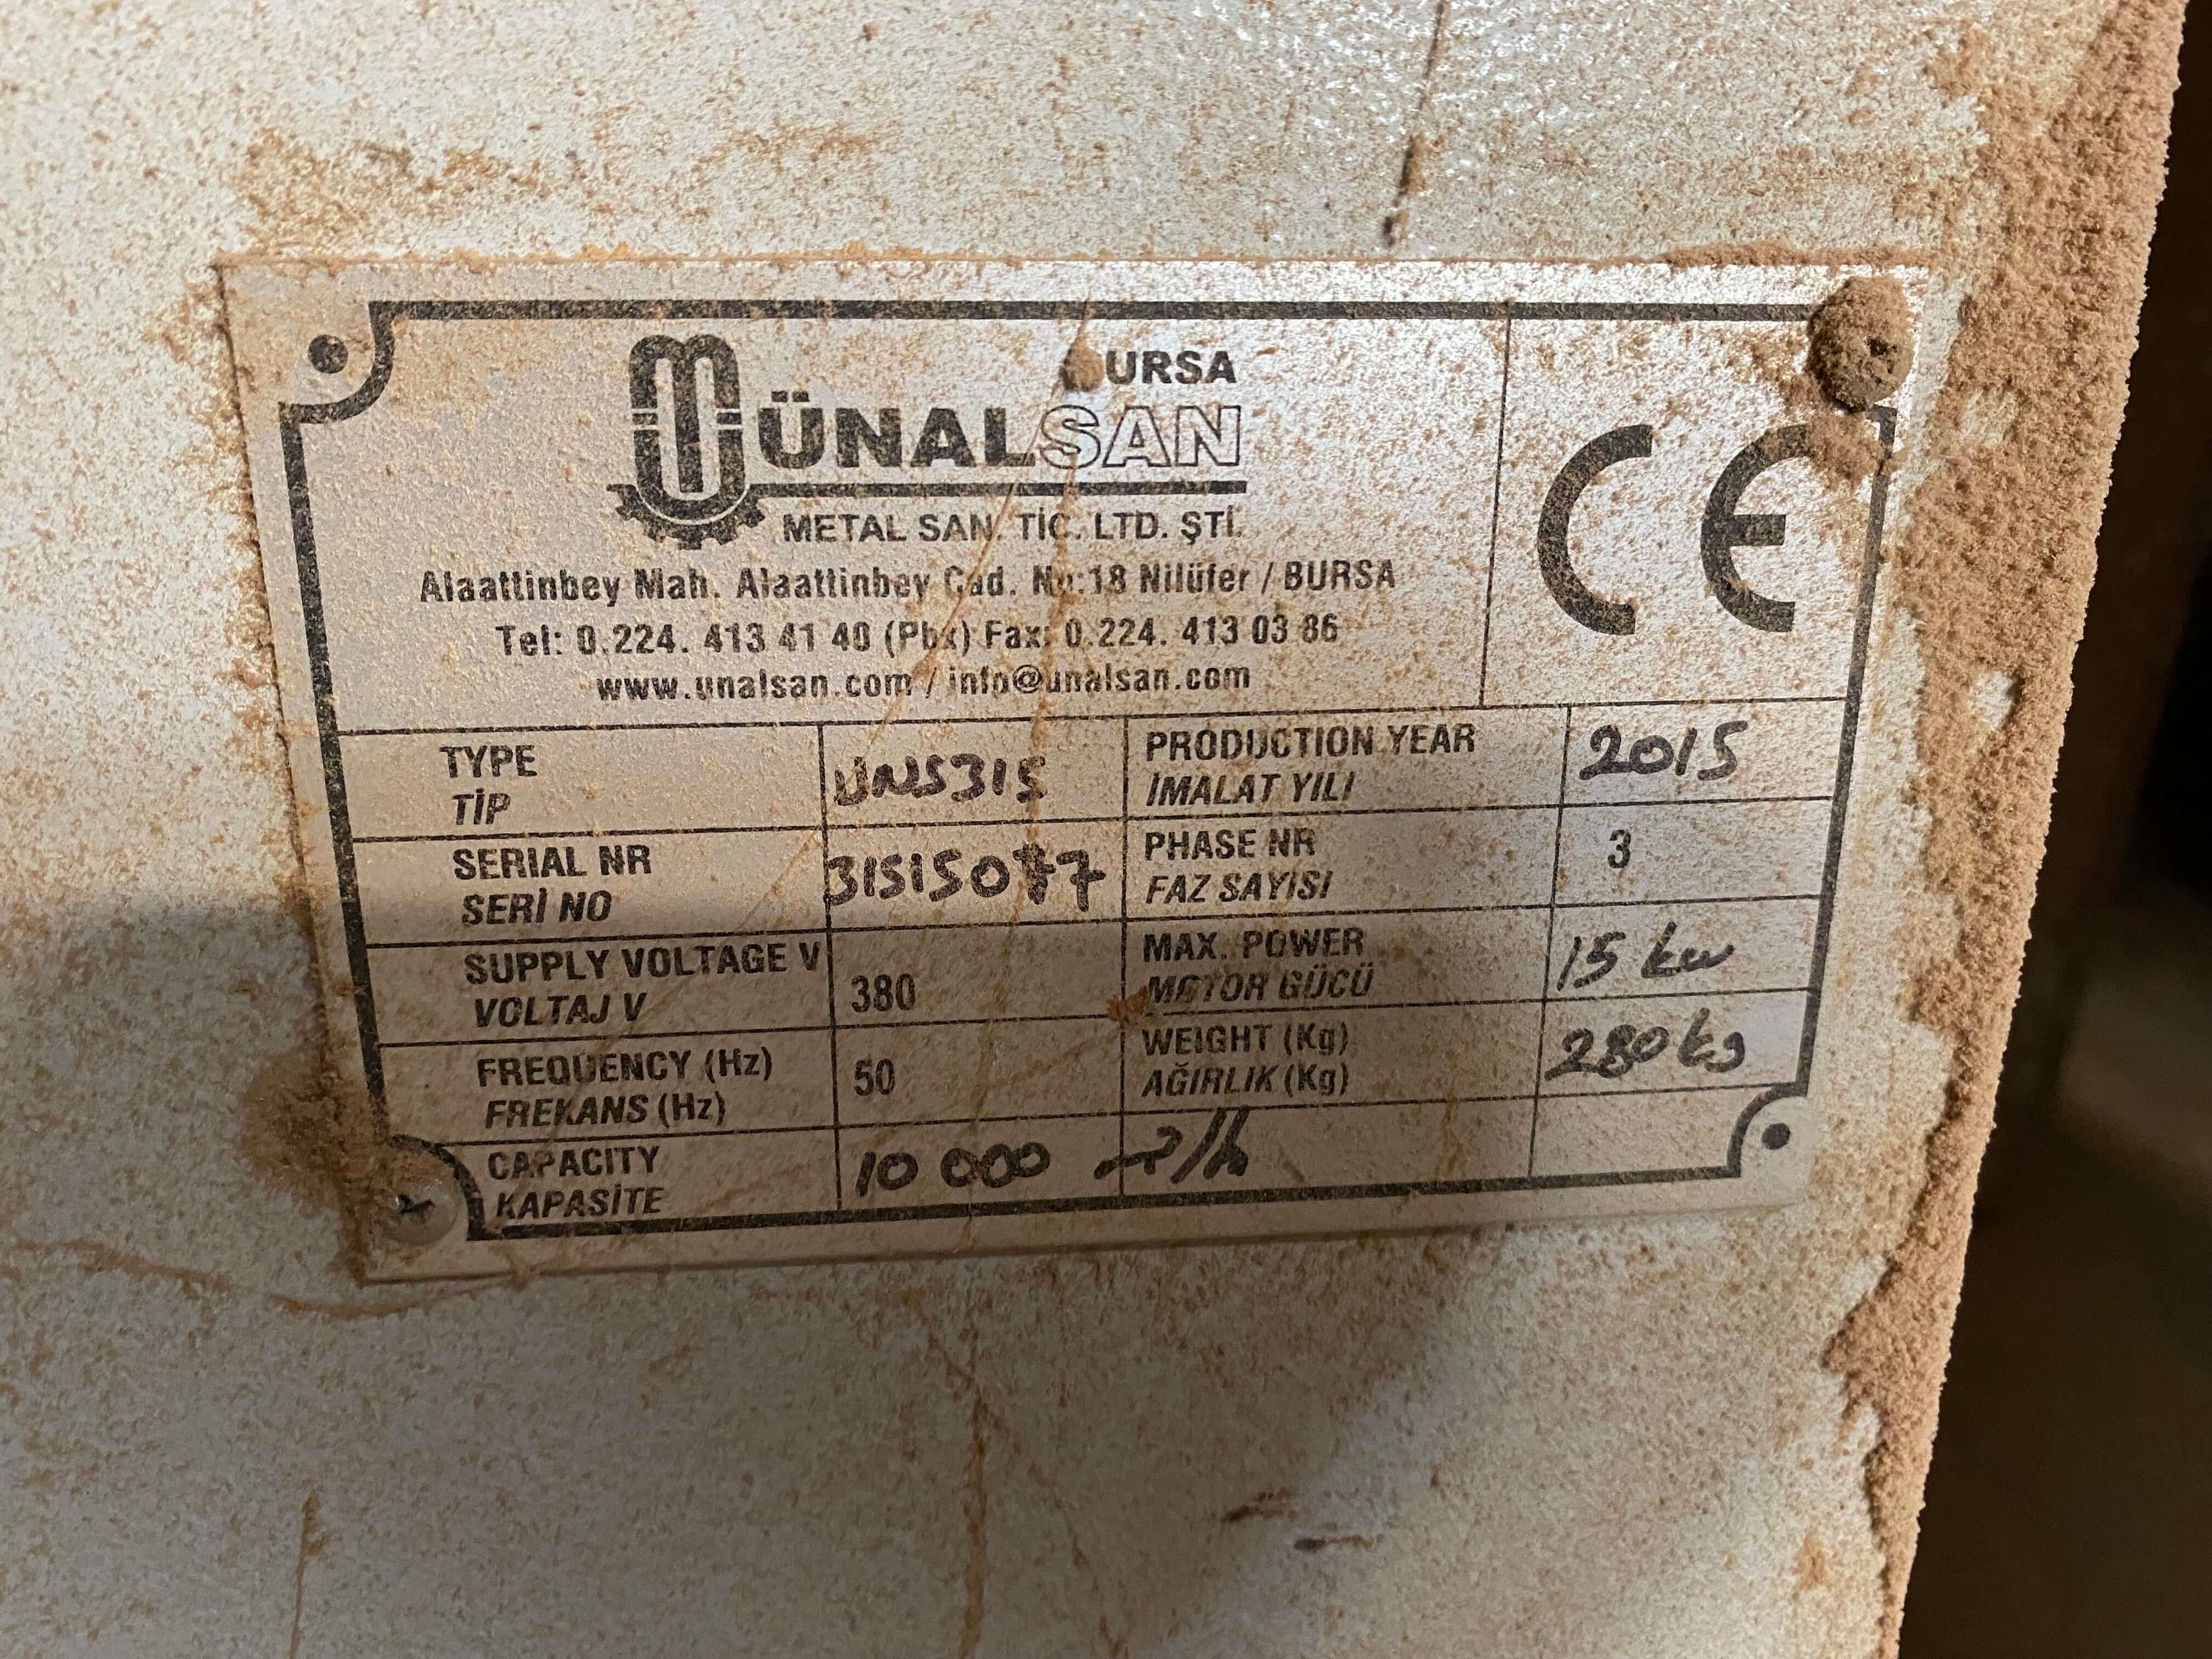 BURSA
ÜNALSAN
METAL SAN. TİC. LTD. ŞTİ.
Alaattinbey Mah. Alaattinbey Cad. No:18 Nilüfer / BURSA
Tel: 0.224. 413 41 40 (Pbx) Fax: 0.224. 413 03 86
www.unalsan.com / info@unalsan.com
CE
TYPE
TİP
UNS315
PRODUCTION YEAR
İMALAT YILI
2015
SERIAL NR
SERİ NO
31515077
PHASE NR
FAZ SAYISI
3
SUPPLY VOLTAGE V
VOLTAJ V
380
MAX. POWER
MOTOR GÜCÜ
15 kw
FREQUENCY (Hz)
FREKANS (Hz)
50
WEIGHT (Kg)
AĞIRLIK (Kg)
280 kg
CAPACITY
KAPASİTE
10 000 m³/h